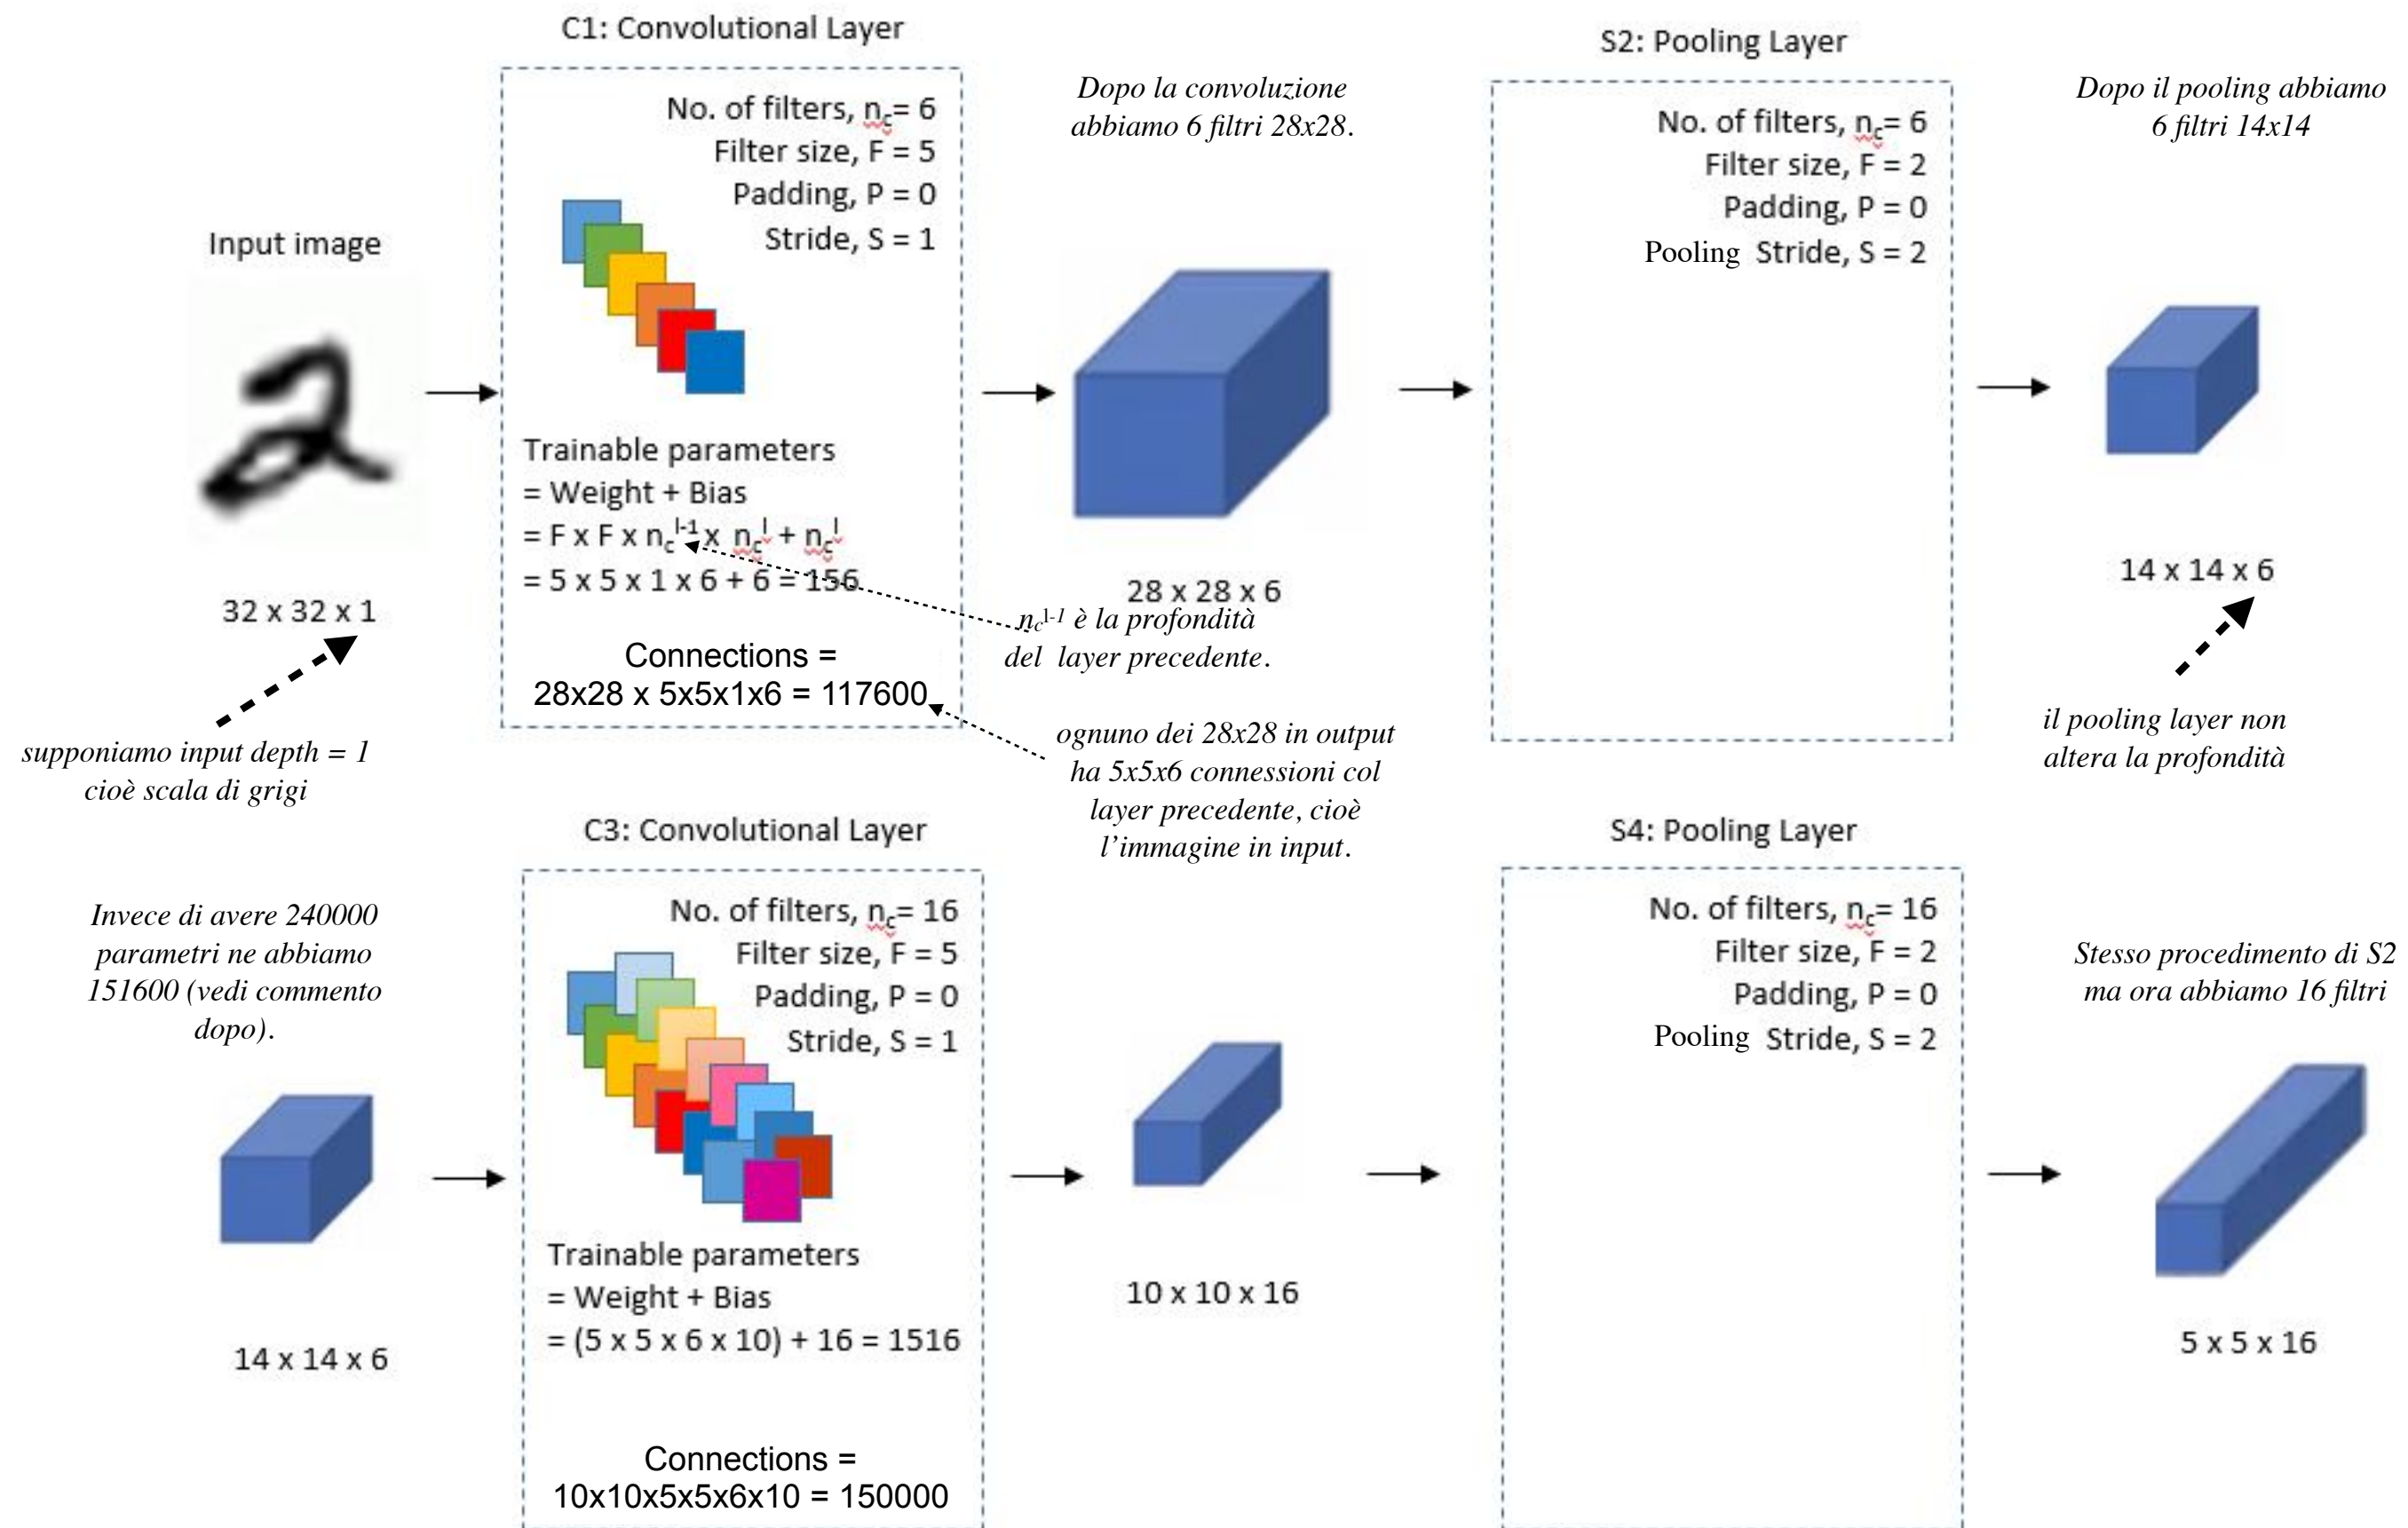 C1: Convolutional Layer
No. of filters, nc= 6
Filter size, F = 5
Padding, P = 0
Stride, S = 1
Input image
32 x 32 x 1
supponiamo input depth = 1
cioè scala di grigi
Trainable parameters
= Weight + Bias
= F x F x nc^l-1 x nc^l + nc^l
= 5 x 5 x 1 x 6 + 6 = 156
Connections =
28x28 x 5x5x1x6 = 117600
Dopo la convoluzione
abbiamo 6 filtri 28x28.
28 x 28 x 6
nc^l-1 è la profondità
del layer precedente.
ognuno dei 28x28 in output
ha 5x5x6 connessioni col
layer precedente, cioè
l’immagine in input.
S2: Pooling Layer
No. of filters, nc= 6
Filter size, F = 2
Padding, P = 0
Pooling Stride, S = 2
Dopo il pooling abbiamo
6 filtri 14x14
14 x 14 x 6
il pooling layer non
altera la profondità
Invece di avere 240000
parametri ne abbiamo
151600 (vedi commento
dopo).
14 x 14 x 6
C3: Convolutional Layer
No. of filters, nc= 16
Filter size, F = 5
Padding, P = 0
Stride, S = 1
Trainable parameters
= Weight + Bias
= (5 x 5 x 6 x 10) + 16 = 1516
Connections =
10x10x5x5x6x10 = 150000
10 x 10 x 16
S4: Pooling Layer
No. of filters, nc= 16
Filter size, F = 2
Padding, P = 0
Pooling Stride, S = 2
Stesso procedimento di S2
ma ora abbiamo 16 filtri
5 x 5 x 16